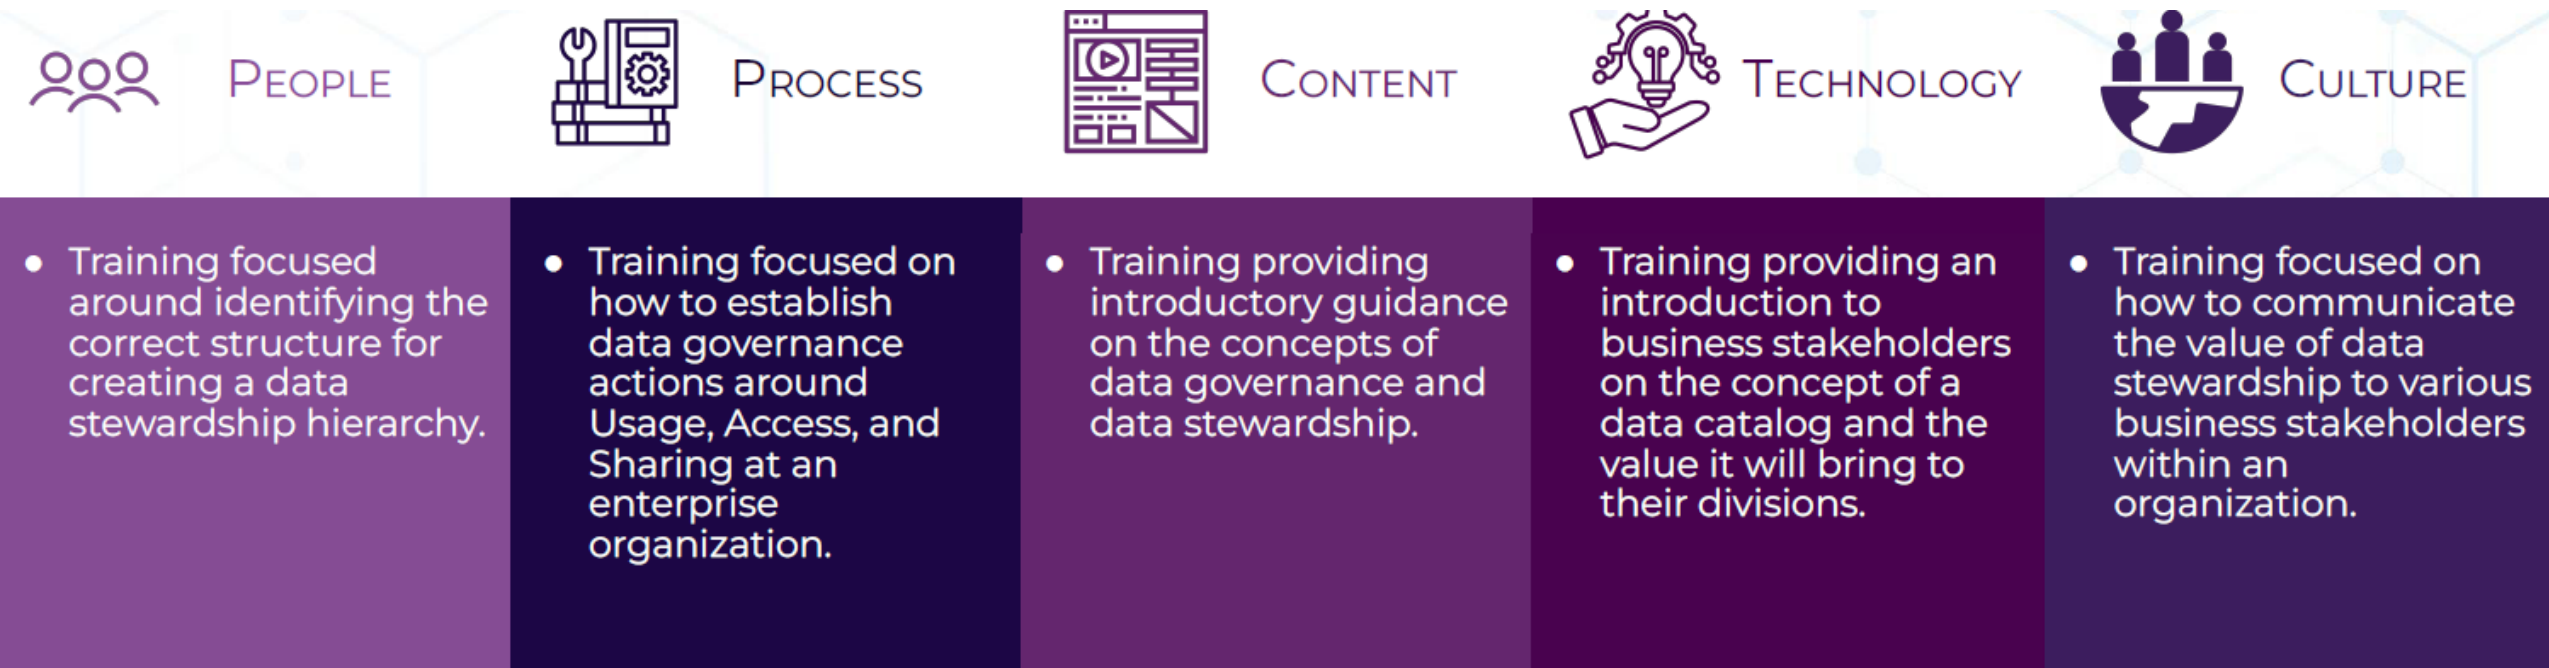 PEOPLE
PROCESS
CONTENT
TECHNOLOGY
CULTURE
• Training focused
around identifying the
correct structure for
creating a data
stewardship hierarchy.
• Training focused on
how to establish
data governance
actions around
Usage, Access, and
Sharing at an
enterprise
organization.
• Training providing
introductory guidance
on the concepts of
data governance and
data stewardship.
• Training providing an
introduction to
business stakeholders
on the concept of a
data catalog and the
value it will bring to
their divisions.
• Training focused on
how to communicate
the value of data
stewardship to various
business stakeholders
within an
organization.